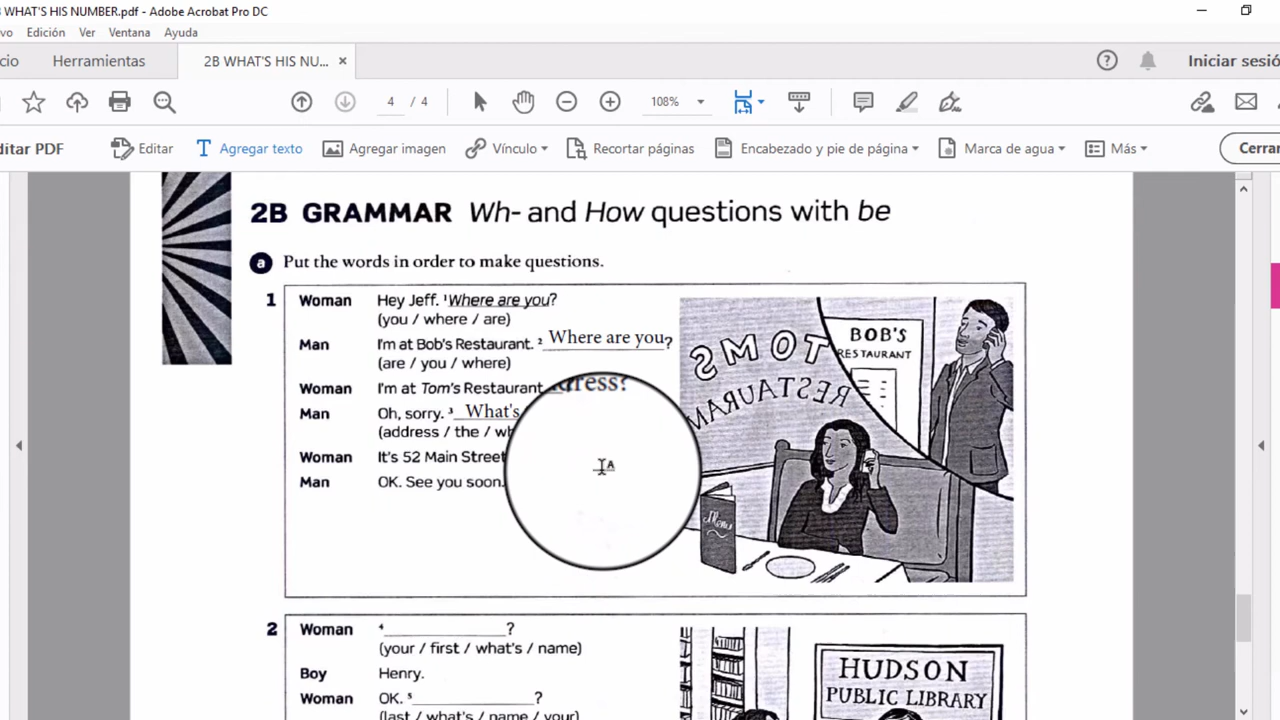 B WHAT'S HIS NUMBER.pdf - Adobe Acrobat Pro DC
vo Edición Ver Ventana Ayuda
cio Herramientas 2B WHAT'S HIS NU... × Iniciar sesió
4 / 4 108%
ditar PDF Editar Agregar texto Agregar imagen Vínculo Recortar páginas Encabezado y pie de página Marca de agua Más Cerrar
2B GRAMMAR Wh- and How questions with be
a Put the words in order to make questions.
1 Woman Hey Jeff. ¹Where are you?
(you / where / are)
Man I'm at Bob's Restaurant. ² Where are you?
(are / you / where)
Woman I'm at Tom's Restaurant
Man Oh, sorry. ³ What's
(address / the / wh
Woman It's 52 Main Street
Man OK. See you soon.
dress?
TOMS
RESTAURAN
BOB'S
RESTAURANT
Menu
2 Woman ⁴ ?
(your / first / what's / name)
Boy Henry.
Woman OK. ⁵ ?
(last / what's / name / your)
HUDSON
PUBLIC LIBRARY